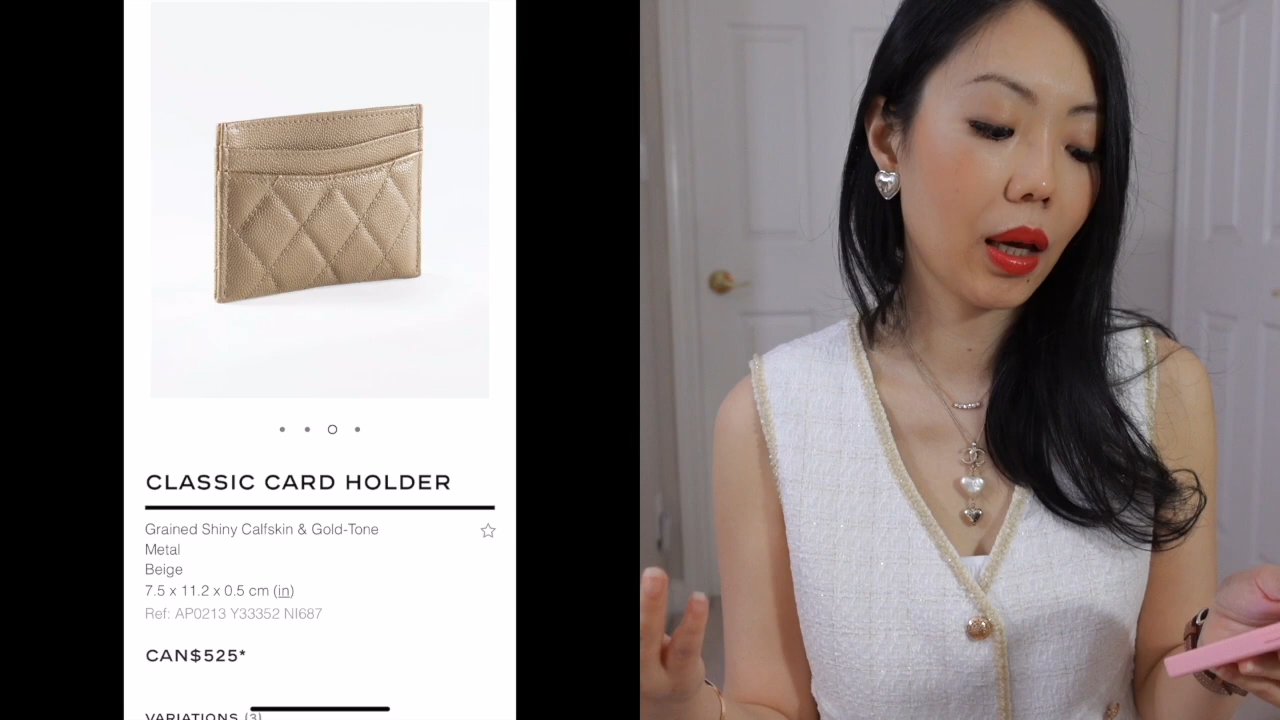 CLASSIC CARD HOLDER
Grained Shiny Calfskin & Gold-Tone
Metal
Beige
7.5 x 11.2 x 0.5 cm (in)
Ref: AP0213 Y33352 NI687
CAN$525*
VARIATIONS (3)